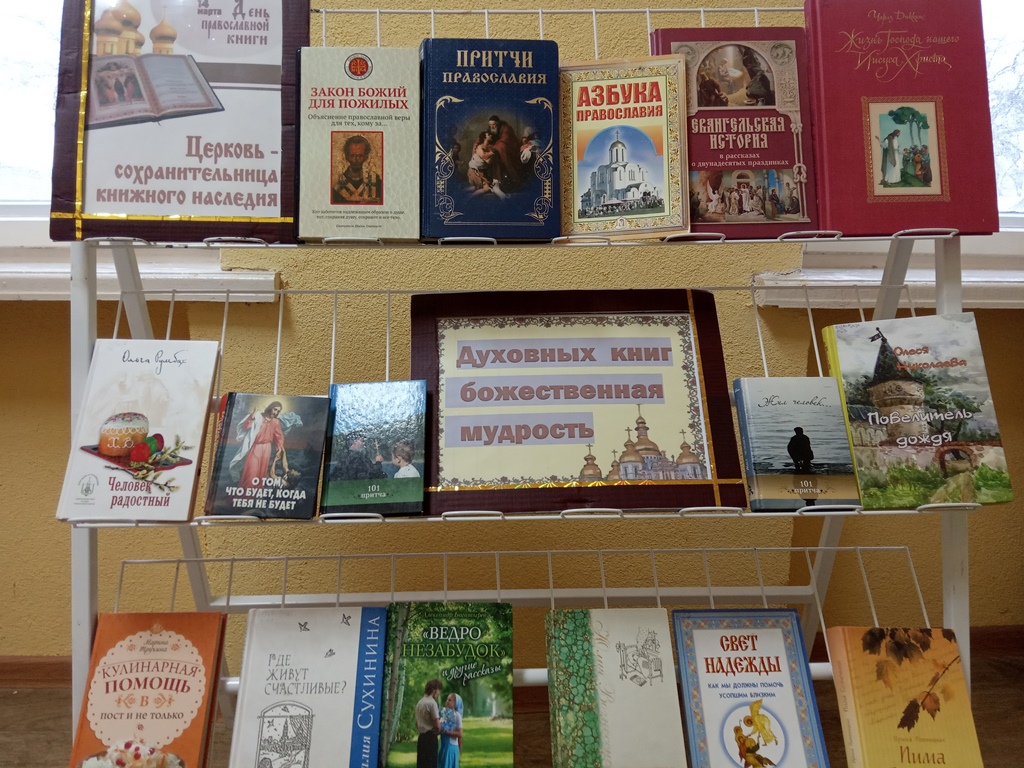 14
марта
День
православной
книги
Церковь -
сохранительница
книжного наследия
ЗАКОН БОЖИЙ
ДЛЯ ПОЖИЛЫХ
Объяснение православной веры
для тех, кому за...
ПРИТЧИ
ПРАВОСЛАВИЯ
АЗБУКА
ПРАВОСЛАВИЯ
ЕВАНГЕЛЬСКАЯ
ИСТОРИЯ
в рассказах
о двунадесятых праздниках
Чарлз Диккенс
Жизнь Господа нашего
Иисуса Христа
Ольга Румбах
Х.В.
Человек
радостный
О ТОМ,
ЧТО БУДЕТ, КОГДА
ТЕБЯ НЕ БУДЕТ
101
притча
Духовных книг
божественная
мудрость
Жил человек...
101
притча
Олеся
Николаева
Повелитель
дождя
КУЛИНАРНАЯ
ПОМОЩЬ
В
ПОСТ И НЕ ТОЛЬКО
ГДЕ
ЖИВУТ
СЧАСТЛИВЫЕ?
СУХИНИНА
«ВЕДРО
НЕЗАБУДОК»
и другие
рассказы
СВЕТ
НАДЕЖДЫ
КАК МЫ ДОЛЖНЫ ПОМОЧЬ
УСОПШИМ БЛИЗКИМ
Пима